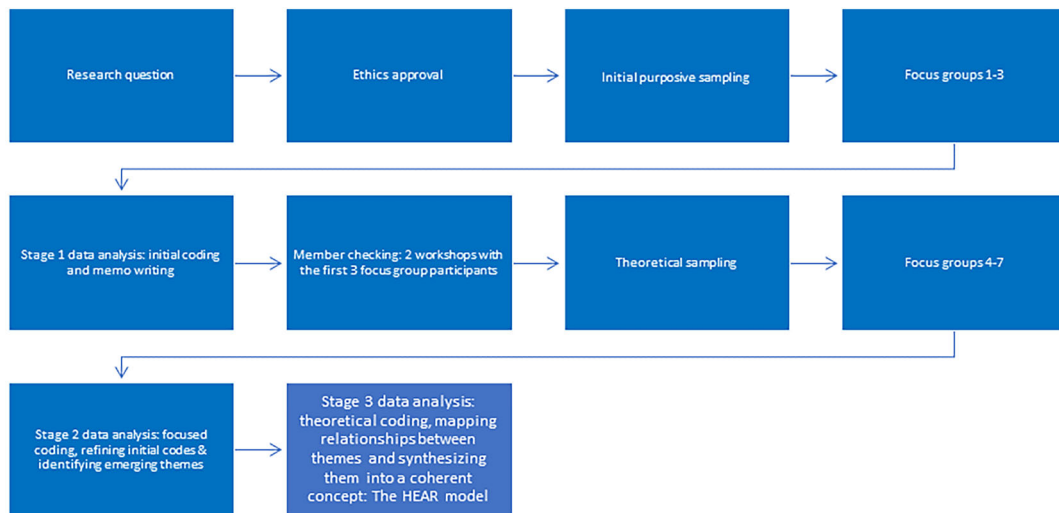 Research question
Ethics approval
Initial purposive sampling
Focus groups 1-3
Stage 1 data analysis: initial coding
and memo writing
Member checking: 2 workshops with
the first 3 focus group participants
Theoretical sampling
Focus groups 4-7
Stage 2 data analysis: focused
coding, refining initial codes &
identifying emerging themes
Stage 3 data analysis:
theoretical coding, mapping
relationships between
themes and synthesizing
them into a coherent
concept: The HEAR model